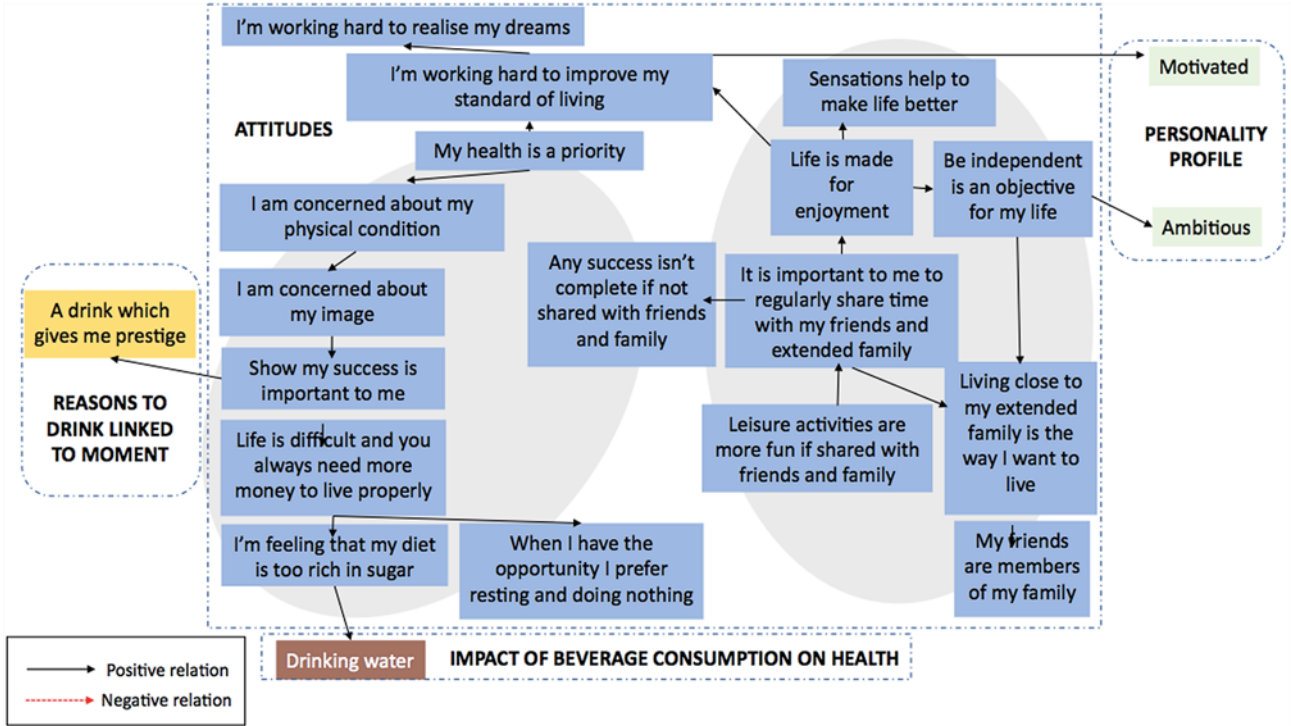 I'm working hard to realise my dreams
I'm working hard to improve my
standard of living
ATTITUDES
My health is a priority
I am concerned about my
physical condition
I am concerned about
my image
Show my success is
important to me
Life is difficult and you
always need more
money to live properly
I'm feeling that my diet
is too rich in sugar
When I have the
opportunity I prefer
resting and doing nothing
A drink which
gives me prestige
REASONS TO
DRINK LINKED
TO MOMENT
Sensations help to
make life better
Life is made
for
enjoyment
Be independent
is an objective
for my life
Any success isn't
complete if not
shared with friends
and family
It is important to me to
regularly share time
with my friends and
extended family
Leisure activities are
more fun if shared with
friends and family
Living close to
my extended
family is the
way I want to
live
My friends
are members
of my family
Motivated
PERSONALITY
PROFILE
Ambitious
Drinking water
IMPACT OF BEVERAGE CONSUMPTION ON HEALTH
Positive relation
Negative relation